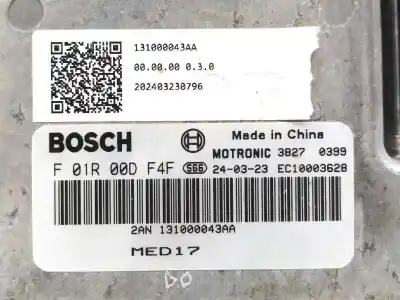 131000043AA
00.00.00 0.3.0
202403230796
BOSCH
Made in China
MOTRONIC 3827 0399
F 01R 00D F4F 24-03-23 EC10003628
2AN 131000043AA
MED17